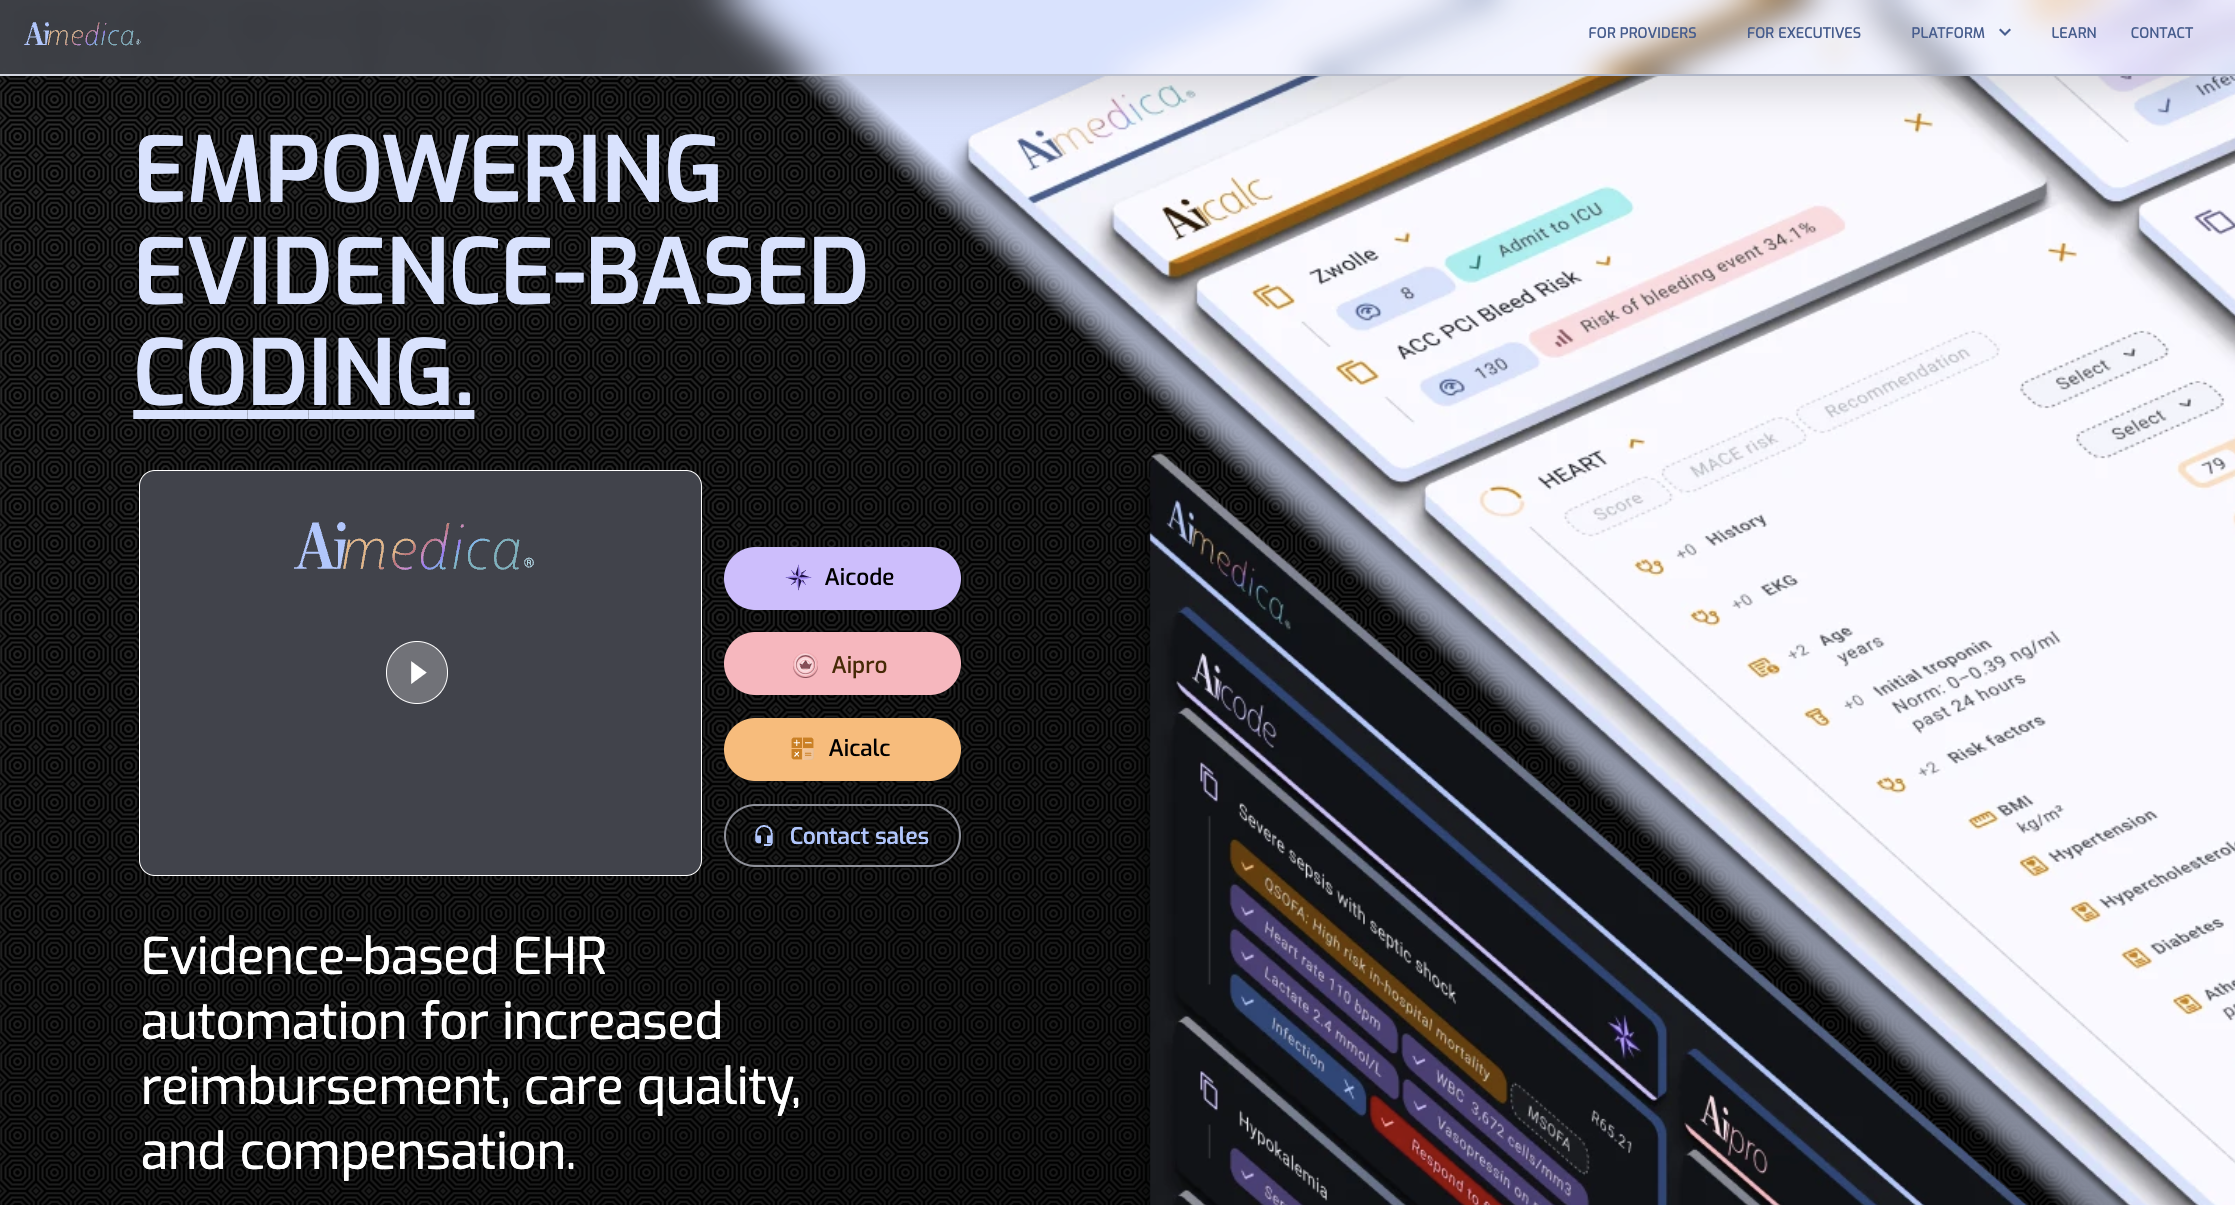 Aimedica®
FOR PROVIDERS
FOR EXECUTIVES
PLATFORM
LEARN
CONTACT
EMPOWERING
EVIDENCE-BASED
CODING.
Aimedica®
Aicode
Aipro
Aicalc
Contact sales
Evidence-based EHR
automation for increased
reimbursement, care quality,
and compensation.
Aimedica®
Aicalc
Zwolle
8
Admit to ICU
ACC PCI Bleed Risk
130
Risk of bleeding event 34.1%
HEART
Score
MACE risk
Recommendation
+0 History
Select
+0 EKG
Select
+2 Age
years
79
+0 Initial troponin
Norm: 0–0.39 ng/ml
past 24 hours
+2 Risk factors
BMI
kg/m²
Hypertension
Diabetes
Aimedica®
Aicode
Severe sepsis with septic shock
QSOFA: High risk in-hospital mortality
MSOFA
R65.21
Heart rate 110 bpm
WBC 3,672 cells/mm3
Lactate 2.4 mmol/L
Vasopressin on
Infection
Respond to
Hypokalemia
Aipro